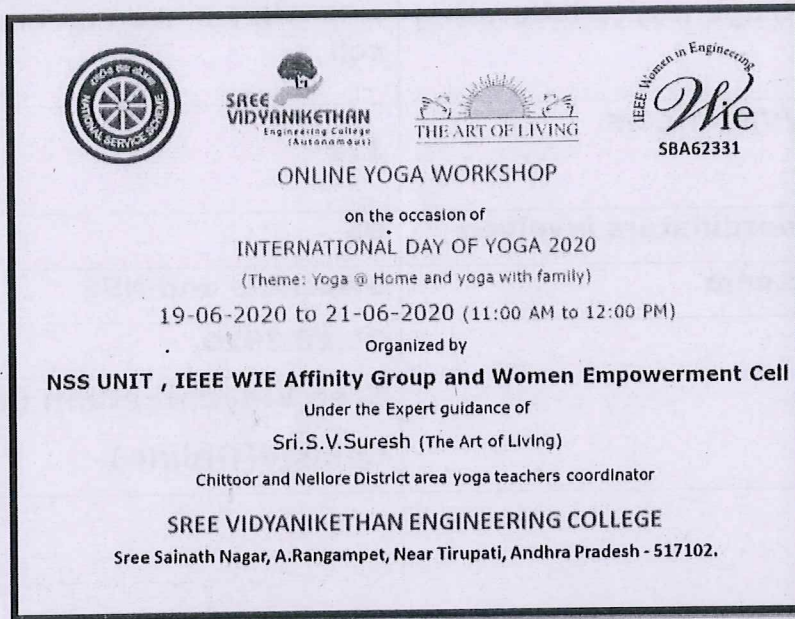 NATIONAL SERVICE SCHEME
SREE
VIDYANIKETHAN
Engineering College
(Autonomous)
THE ART OF LIVING
IEEE Women in Engineering
Wie
SBA62331
ONLINE YOGA WORKSHOP
on the occasion of
INTERNATIONAL DAY OF YOGA 2020
(Theme: Yoga @ Home and yoga with family)
19-06-2020 to 21-06-2020 (11:00 AM to 12:00 PM)
Organized by
NSS UNIT , IEEE WIE Affinity Group and Women Empowerment Cell
Under the Expert guidance of
Sri.S.V.Suresh (The Art of Living)
Chittoor and Nellore District area yoga teachers coordinator
SREE VIDYANIKETHAN ENGINEERING COLLEGE
Sree Sainath Nagar, A.Rangampet, Near Tirupati, Andhra Pradesh - 517102.